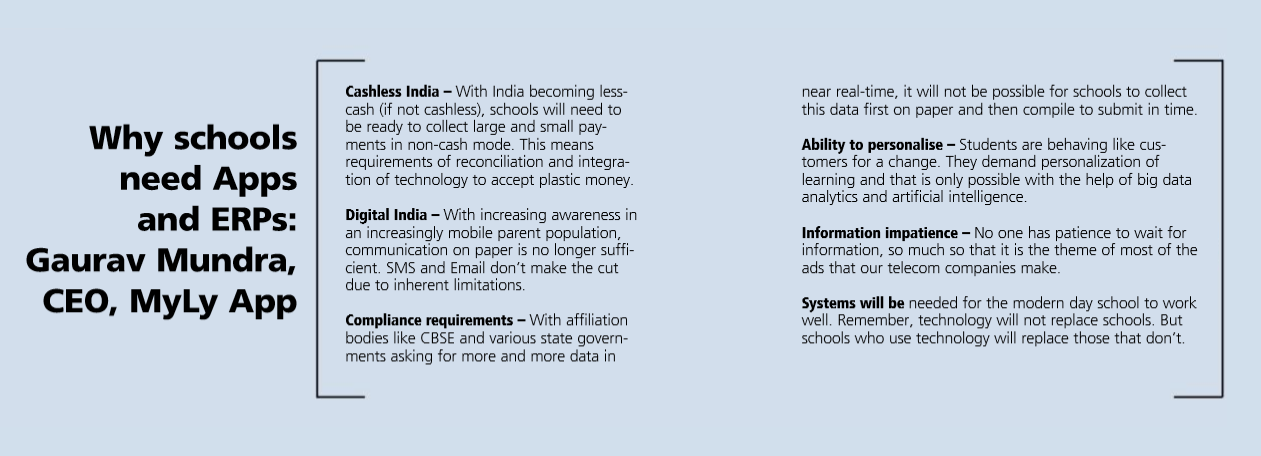 Why schools
need Apps
and ERPs:
Gaurav Mundra,
CEO, MyLy App
Cashless India – With India becoming less-
cash (if not cashless), schools will need to
be ready to collect large and small pay-
ments in non-cash mode. This means
requirements of reconciliation and integra-
tion of technology to accept plastic money.
Digital India – With increasing awareness in
an increasingly mobile parent population,
communication on paper is no longer suffi-
cient. SMS and Email don't make the cut
due to inherent limitations.
Compliance requirements – With affiliation
bodies like CBSE and various state govern-
ments asking for more and more data in
near real-time, it will not be possible for schools to collect
this data first on paper and then compile to submit in time.
Ability to personalise – Students are behaving like cus-
tomers for a change. They demand personalization of
learning and that is only possible with the help of big data
analytics and artificial intelligence.
Information impatience – No one has patience to wait for
information, so much so that it is the theme of most of the
ads that our telecom companies make.
Systems will be needed for the modern day school to work
well. Remember, technology will not replace schools. But
schools who use technology will replace those that don't.